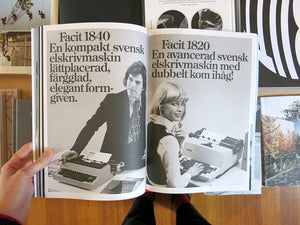 Facit 1840
En kompakt svensk
elskrivmaskin
lättplacerad,
färgglad,
elegant form-
given.
Facit 1820
En avancerad svensk
elskrivmaskin med
dubbelt kom ihåg!